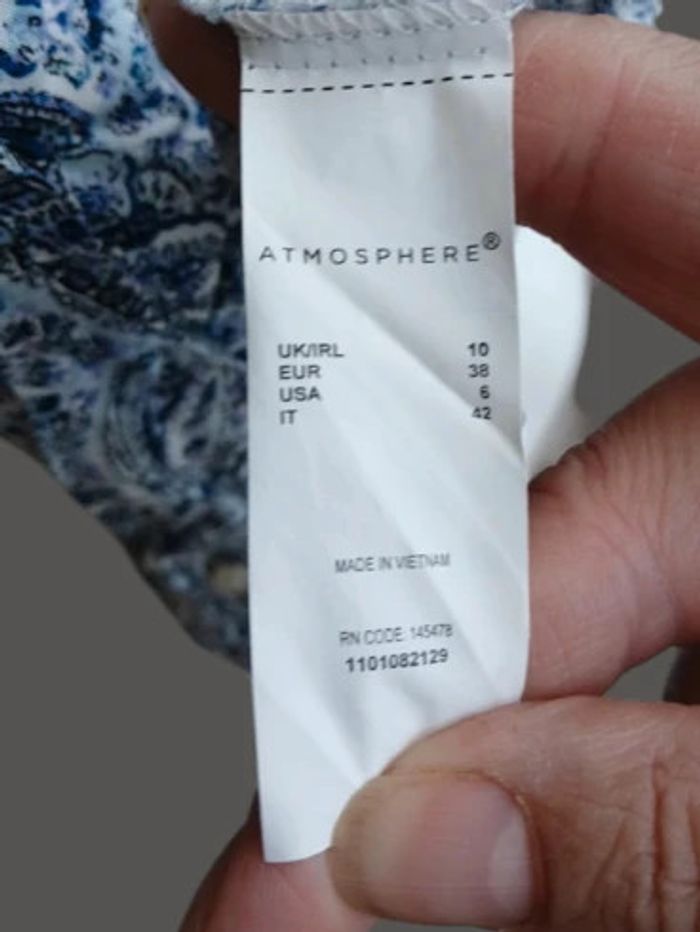 ATMOSPHERE®
UK/IRL 10
EUR 38
USA 6
IT 42
MADE IN VIETNAM
RN CODE: 145478
1101082129